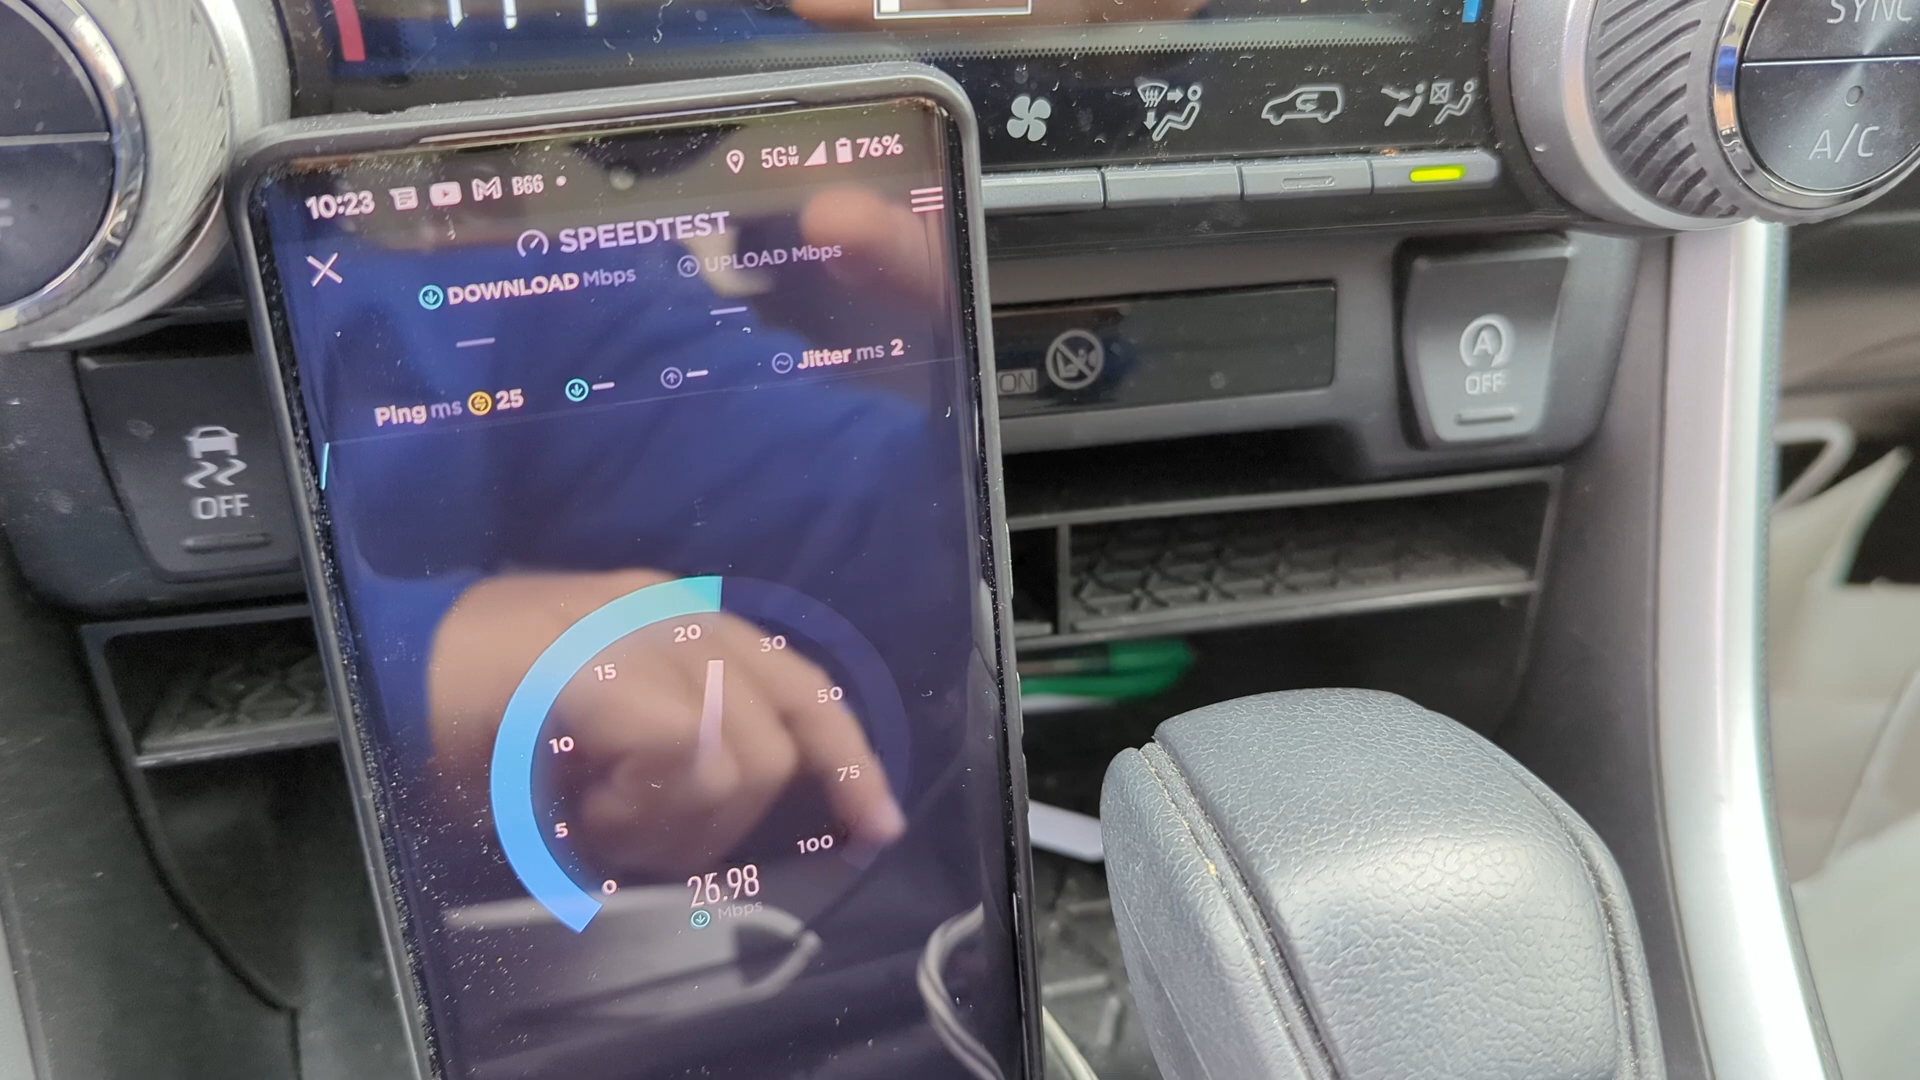 SYNC
A/C
10:23 B66 • 5G UW 76%
SPEEDTEST
DOWNLOAD Mbps UPLOAD Mbps
— —
Ping ms 25 — — Jitter ms 2
ON
OFF
OFF
0
5
10
15
20
30
50
75
100
26.98
Mbps